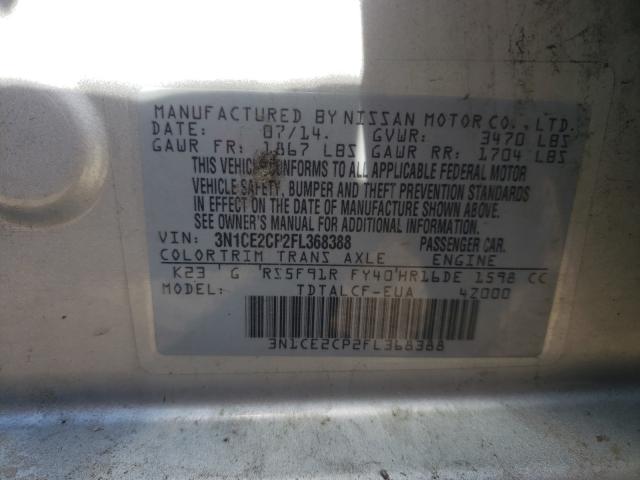 MANUFACTURED BY NISSAN MOTOR CO., LTD.
DATE: 07/14. GVWR: 3470 LBS
GAWR FR: 1867 LBS GAWR RR: 1704 LBS
THIS VEHICLE CONFORMS TO ALL APPLICABLE FEDERAL MOTOR
VEHICLE SAFETY, BUMPER AND THEFT PREVENTION STANDARDS
IN EFFECT ON THE DATE OF MANUFACTURE SHOWN ABOVE.
SEE OWNER'S MANUAL FOR ADDITIONAL INFORMATION.
VIN: 3N1CE2CP2FL368388 PASSENGER CAR.
COLOR TRIM TRANS AXLE ENGINE
K23 G RS5F91R FY40 HR16DE 1598 CC
MODEL: TDTALCF-EUA 42000
3N1CE2CP2FL368388